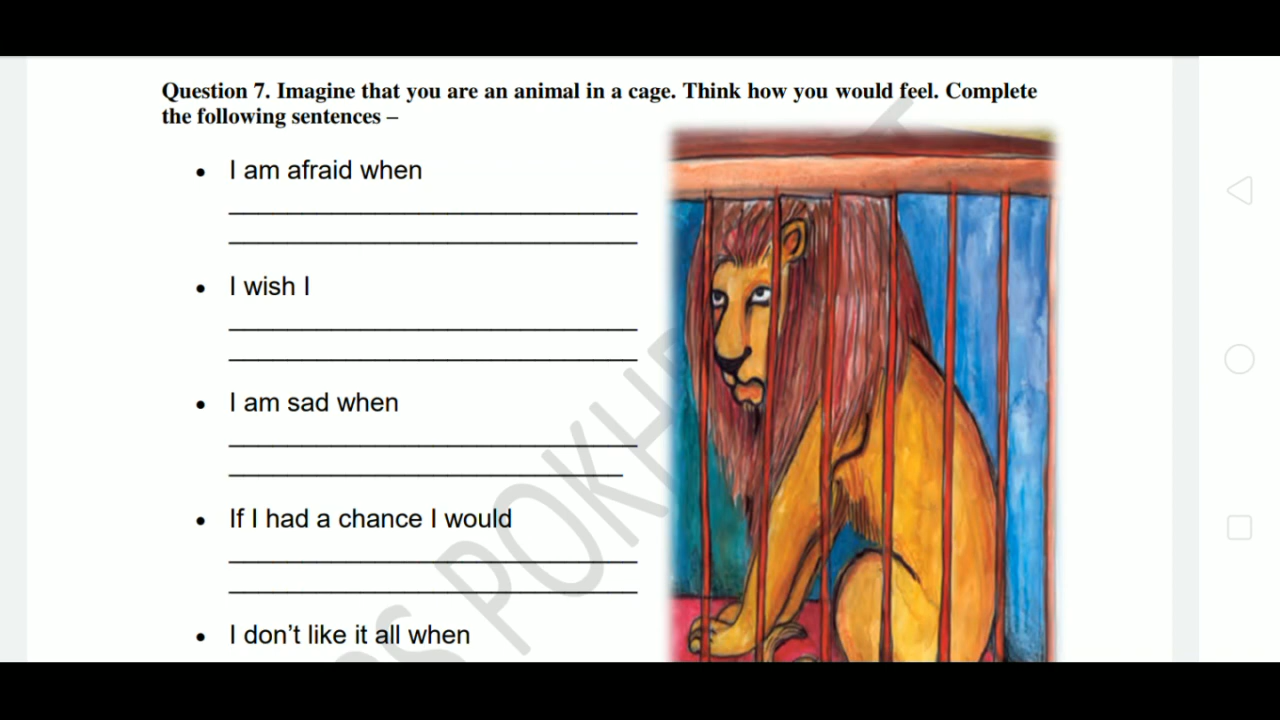 Question 7. Imagine that you are an animal in a cage. Think how you would feel. Complete
the following sentences –
• I am afraid when
• I wish I
• I am sad when
• If I had a chance I would
• I don’t like it all when